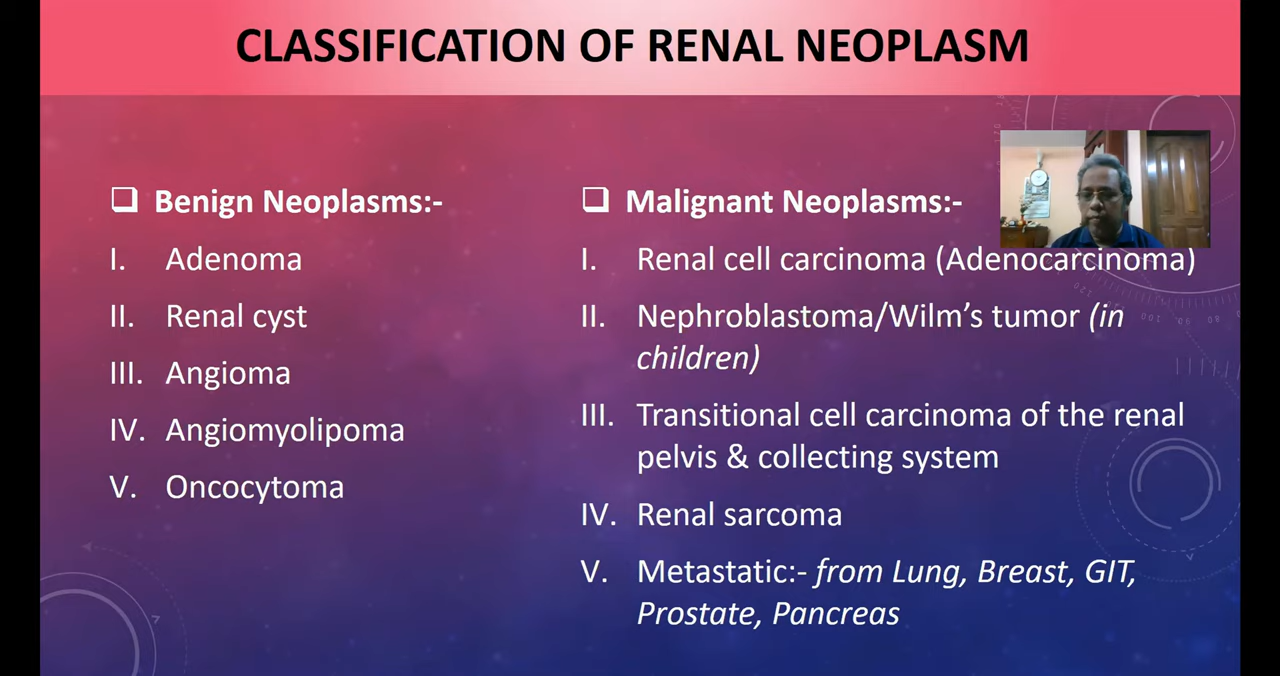 CLASSIFICATION OF RENAL NEOPLASM
❑ Benign Neoplasms:-
I. Adenoma
II. Renal cyst
III. Angioma
IV. Angiomyolipoma
V. Oncocytoma
❑ Malignant Neoplasms:-
I. Renal cell carcinoma (Adenocarcinoma)
II. Nephroblastoma/Wilm's tumor (in
children)
III. Transitional cell carcinoma of the renal
pelvis & collecting system
IV. Renal sarcoma
V. Metastatic:- from Lung, Breast, GIT,
Prostate, Pancreas